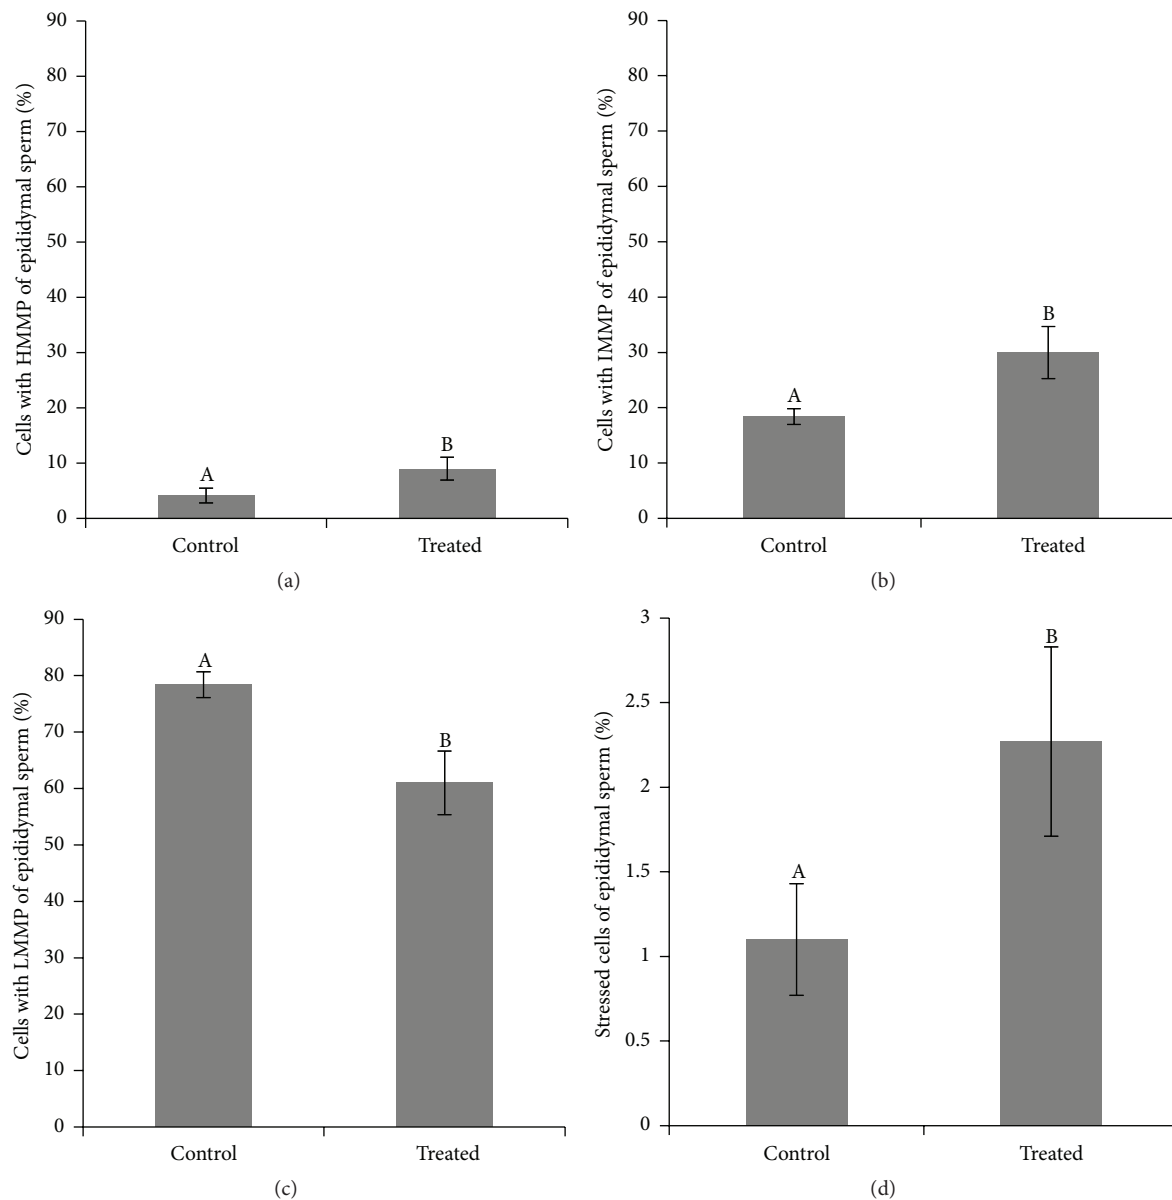 Cells with HMMP of epididymal sperm (%)
90
80
70
60
50
40
30
20
10
0
A
B
Control Treated
(a)
Cells with IMMP of epididymal sperm (%)
90
80
70
60
50
40
30
20
10
0
A
B
Control Treated
(b)
Cells with LMMP of epididymal sperm (%)
90
80
70
60
50
40
30
20
10
0
A
B
Control Treated
(c)
Stressed cells of epididymal sperm (%)
3
2.5
2
1.5
1
0.5
0
A
B
Control Treated
(d)